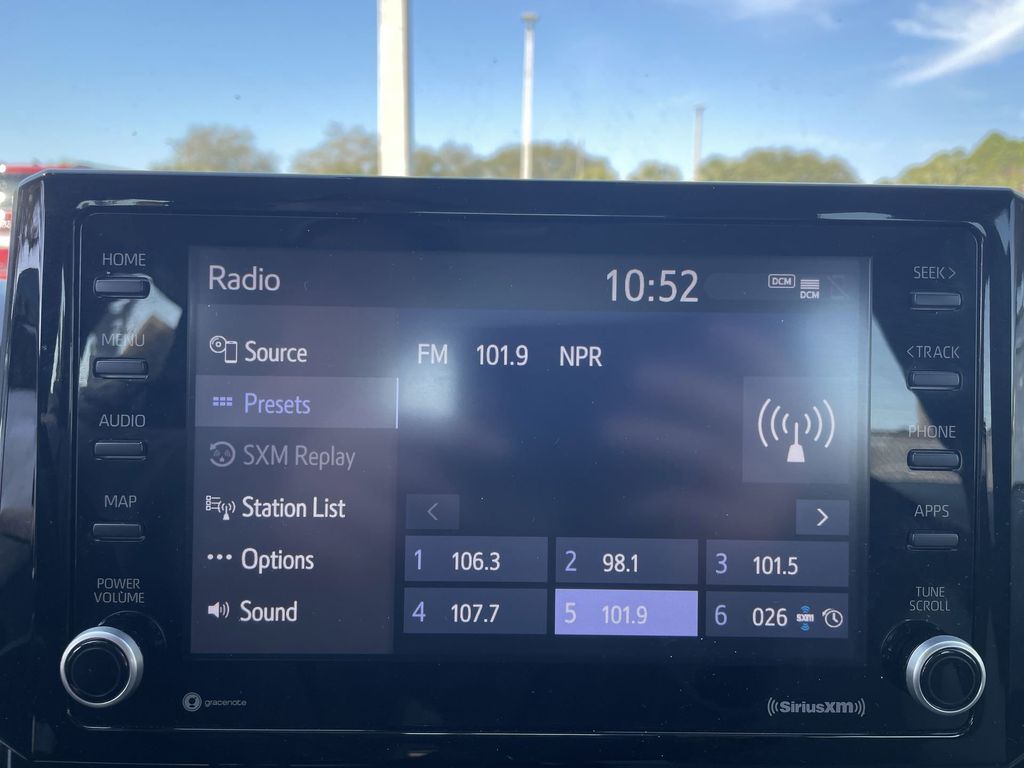 HOME
MENU
AUDIO
MAP
POWER
VOLUME
Radio
10:52
DCM
DCM
Source
Presets
SXM Replay
Station List
Options
Sound
FM 101.9 NPR
<
>
1 106.3
2 98.1
3 101.5
4 107.7
5 101.9
6 026 sxm
SEEK >
< TRACK
PHONE
APPS
TUNE
SCROLL
gracenote
((SiriusXM))